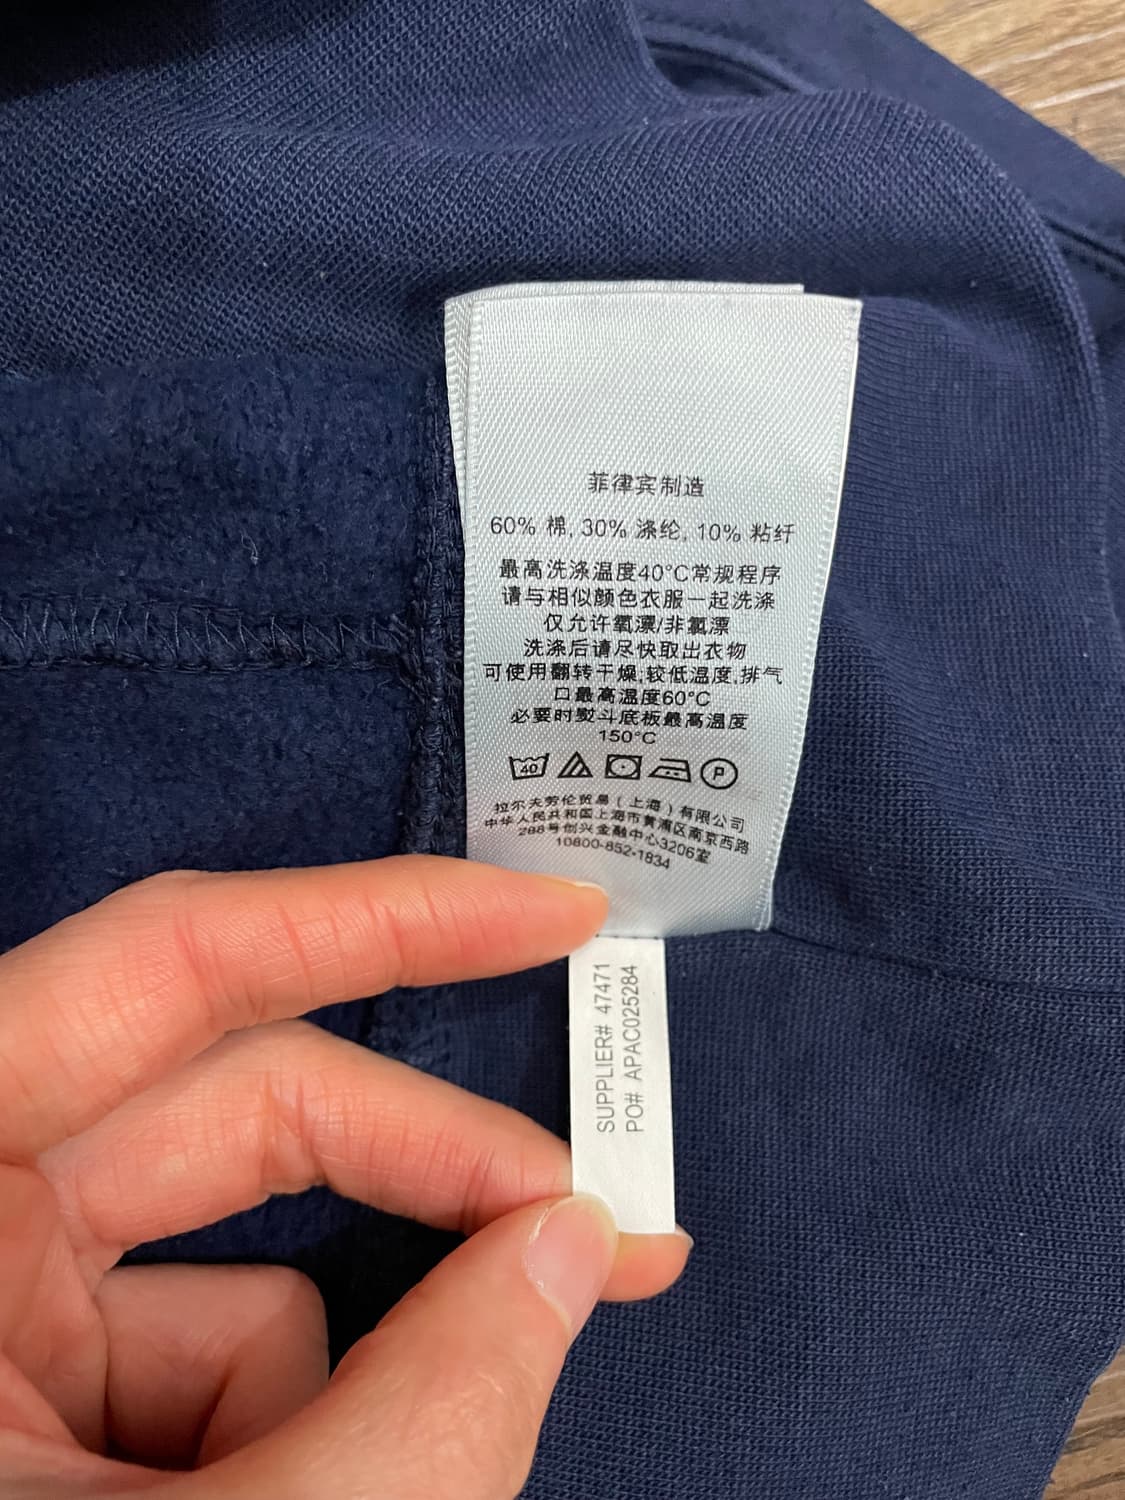 菲律宾制造
60% 棉, 30% 涤纶, 10% 粘纤
最高洗涤温度40°C常规程序
请与相似颜色衣服一起洗涤
仅允许氧漂/非氯漂
洗涤后请尽快取出衣物
可使用翻转干燥,较低温度,排气
口最高温度60°C
必要时熨斗底板最高温度
150°C
40 P
拉尔夫劳伦贸易(上海)有限公司
中华人民共和国上海市黄浦区南京西路
288号创兴金融中心3206室
10800-852-1834
SUPPLIER# 47471
PO# APAC025284